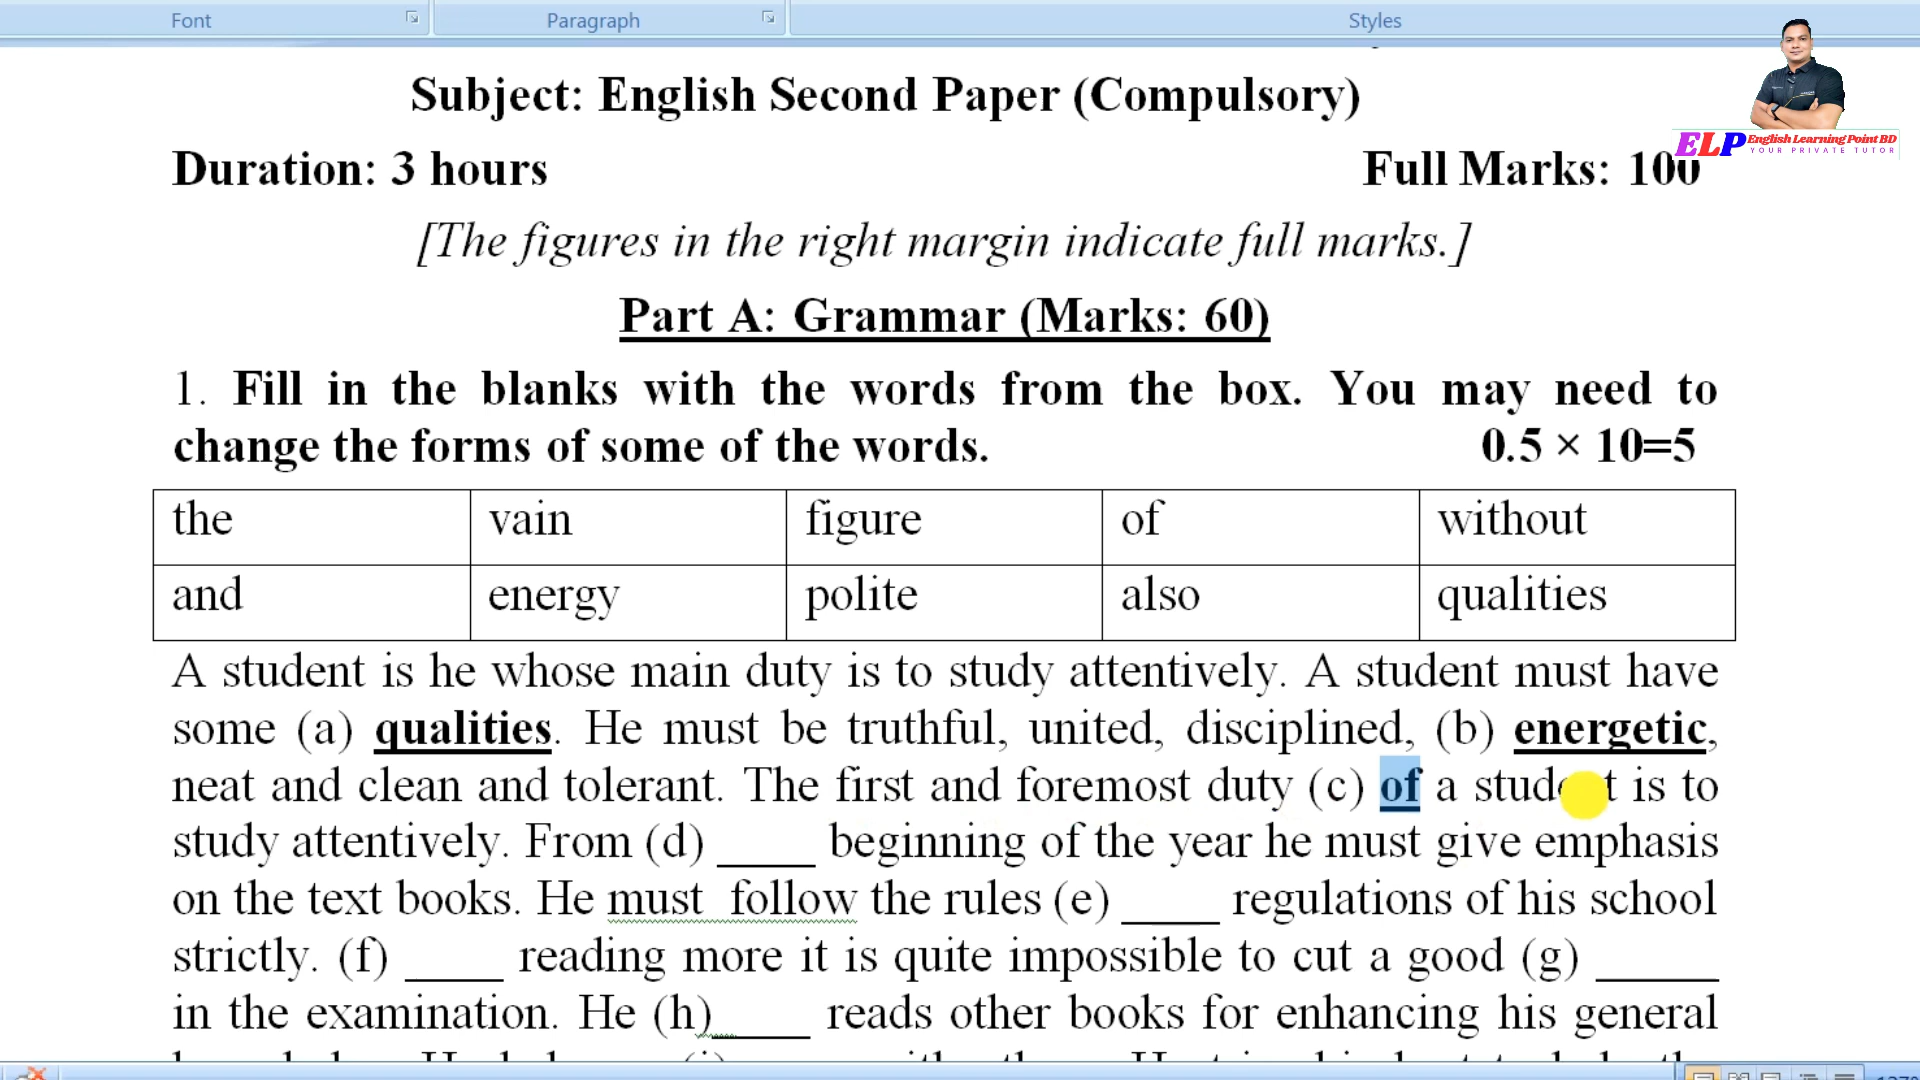 Font Paragraph Styles
Subject: English Second Paper (Compulsory)
ELP English Learning Point BD
YOUR PRIVATE TUTOR
Duration: 3 hours Full Marks: 100
[The figures in the right margin indicate full marks.]
Part A: Grammar (Marks: 60)
1. Fill in the blanks with the words from the box. You may need to
change the forms of some of the words. 0.5 × 10=5
the vain figure of without
and energy polite also qualities
A student is he whose main duty is to study attentively. A student must have
some (a) qualities. He must be truthful, united, disciplined, (b) energetic,
neat and clean and tolerant. The first and foremost duty (c) of a student is to
study attentively. From (d) ____ beginning of the year he must give emphasis
on the text books. He must follow the rules (e) ____ regulations of his school
strictly. (f) ____ reading more it is quite impossible to cut a good (g) _____
in the examination. He (h)____ reads other books for enhancing his general